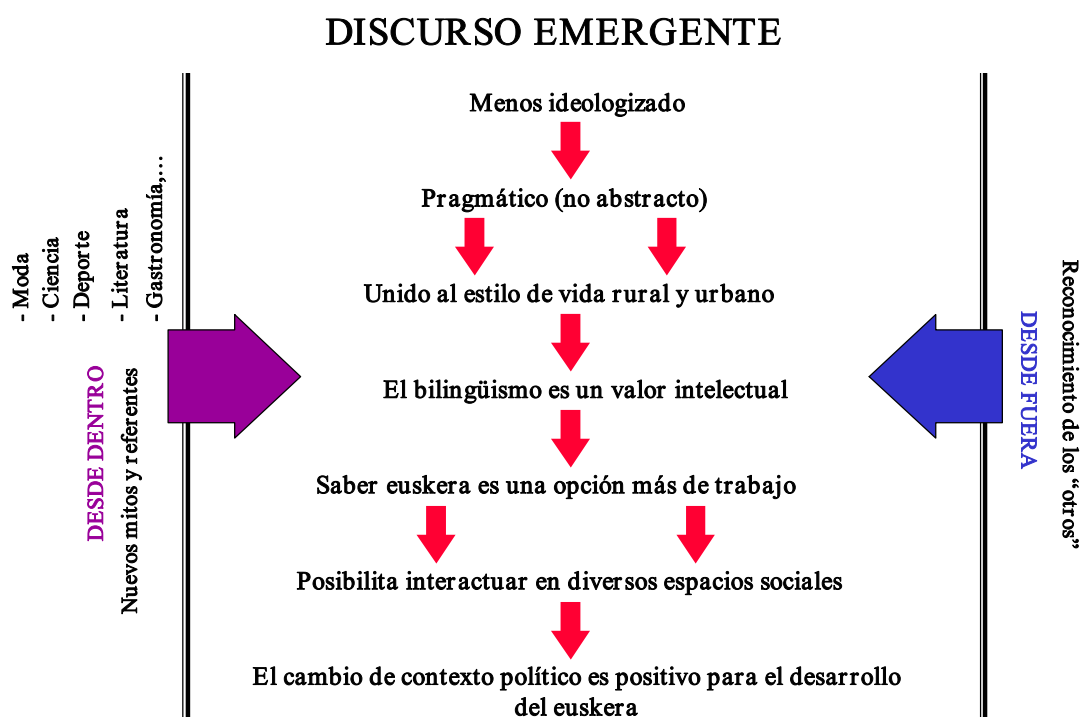 DISCURSO EMERGENTE
Menos ideologizado
Pragmático (no abstracto)
Unido al estilo de vida rural y urbano
El bilingüismo es un valor intelectual
Saber euskera es una opción más de trabajo
Posibilita interactuar en diversos espacios sociales
El cambio de contexto político es positivo para el desarrollo
del euskera
- Moda
- Ciencia
- Deporte
- Literatura
- Gastronomía,…
DESDE DENTRO
Nuevos mitos y referentes
DESDE FUERA
Reconocimiento de los “otros”